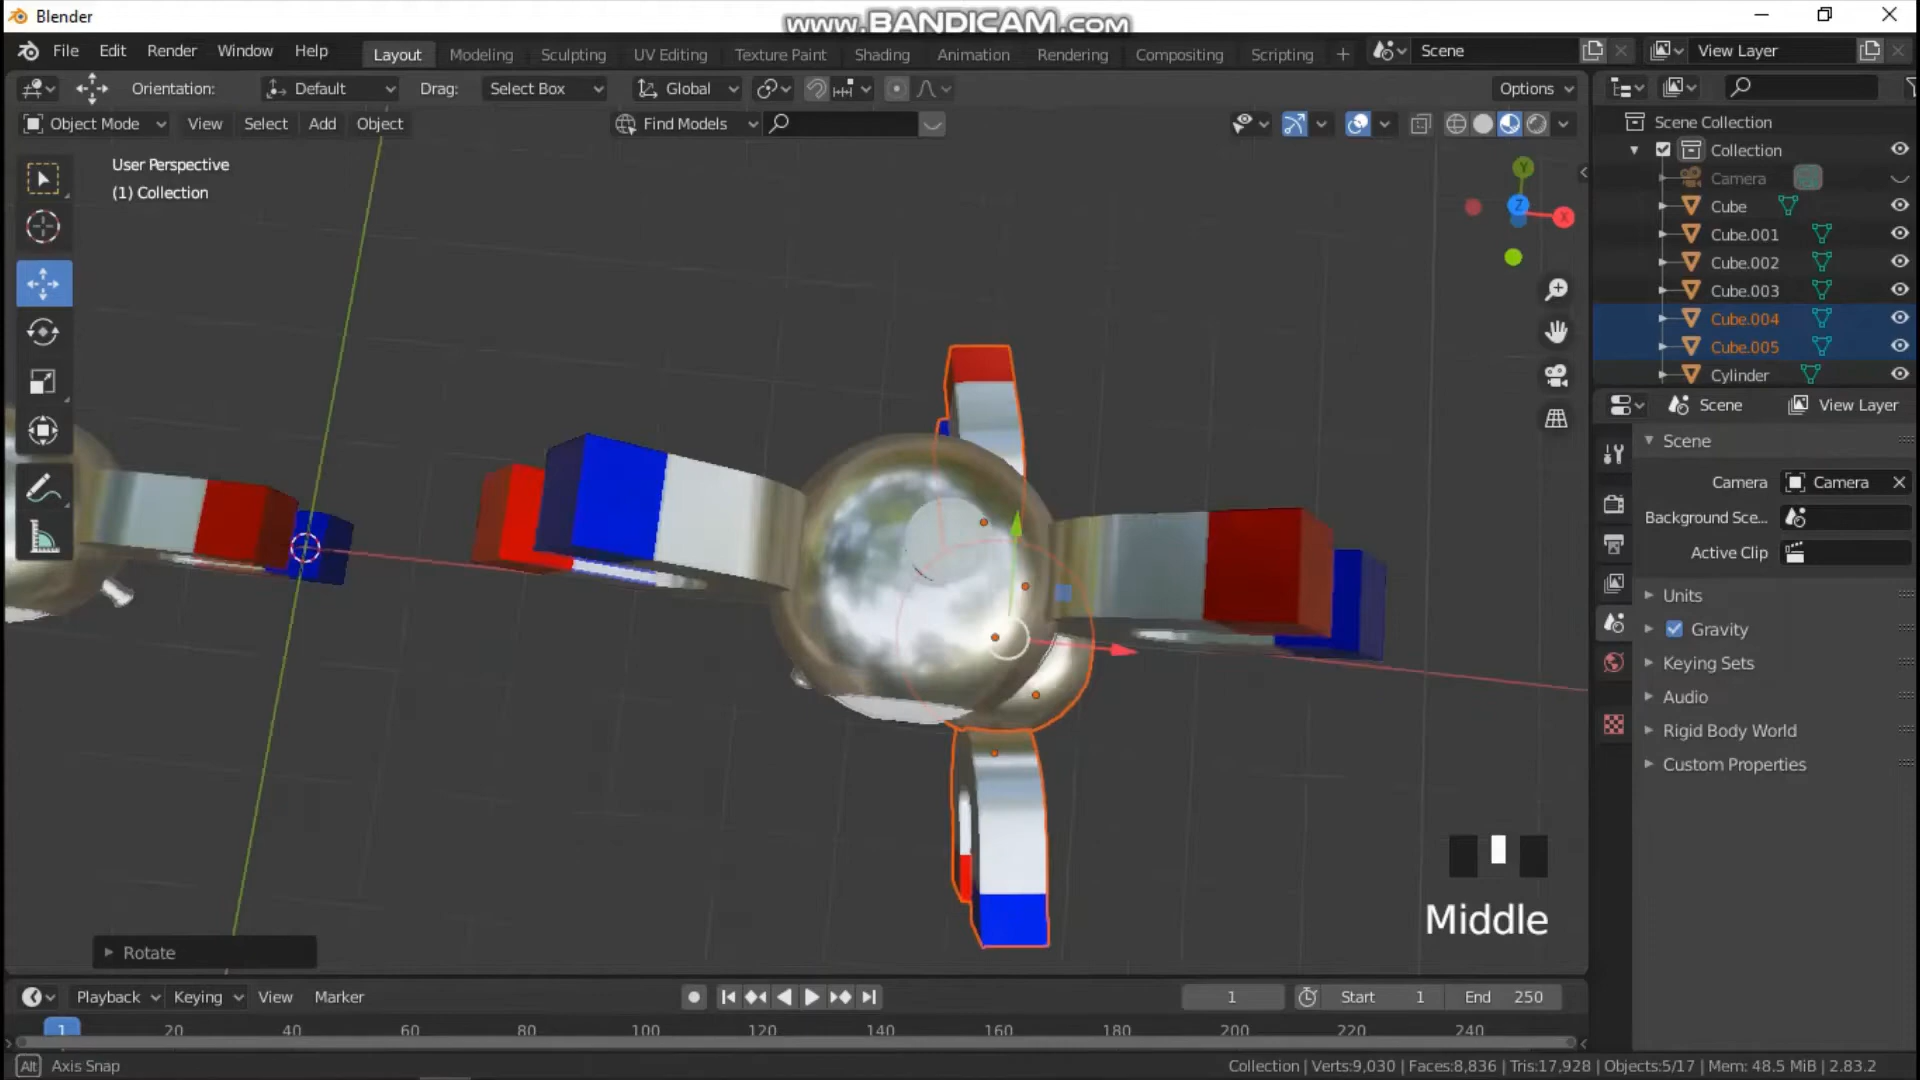 Blender
www.BANDICAM.com
File Edit Render Window Help
Layout Modeling Sculpting UV Editing Texture Paint Shading Animation Rendering Compositing Scripting +
Scene
View Layer
Orientation: Default Drag: Select Box Global Options
Object Mode View Select Add Object Find Models
User Perspective
(1) Collection
Y
Z
X
Scene Collection
Collection
Camera
Cube
Cube.001
Cube.002
Cube.003
Cube.004
Cube.005
Cylinder
Scene View Layer
Scene
Camera Camera
Background Sce...
Active Clip
Units
Gravity
Keying Sets
Audio
Rigid Body World
Custom Properties
Middle
Rotate
Playback Keying View Marker 1 Start 1 End 250
1 20 40 60 80 100 120 140 160 180 200 220 240
Alt Axis Snap
Collection | Verts:9,030 | Faces:8,836 | Tris:17,928 | Objects:5/17 | Mem: 48.5 MiB | 2.83.2